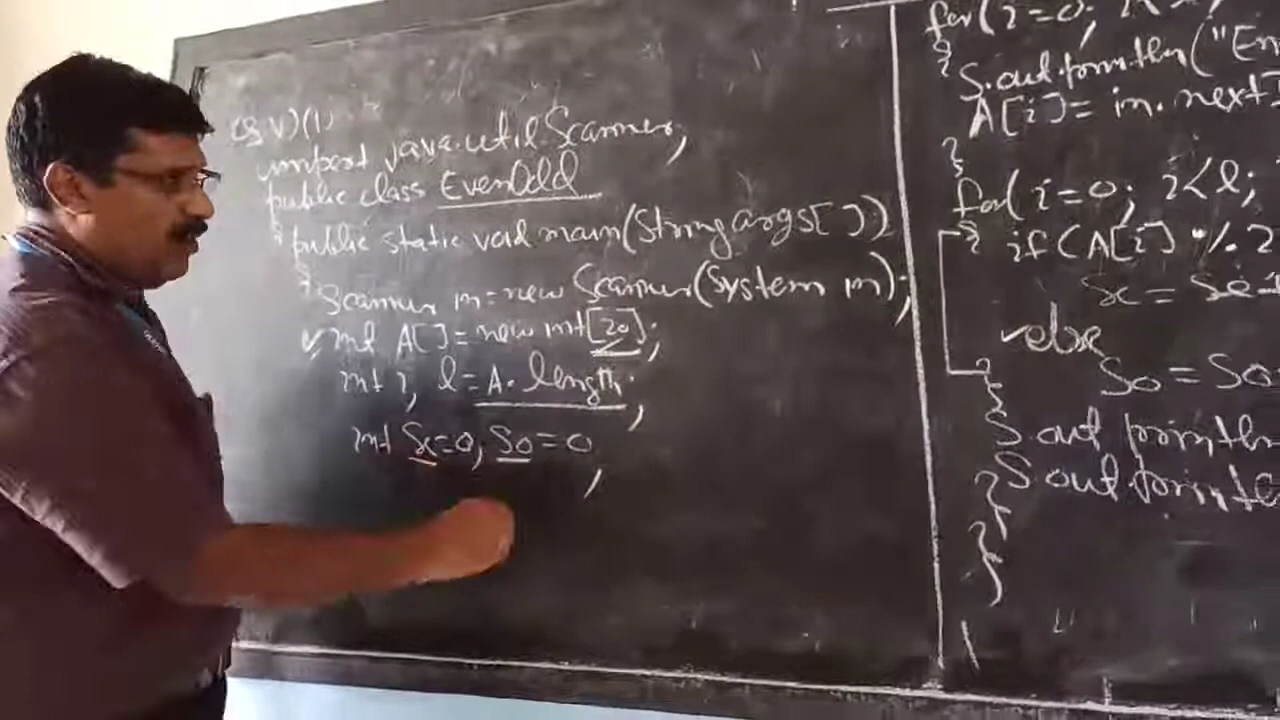 import java.util.Scanner;
public class EvenOdd
{ public static void main(String args[])
{ Scanner in=new Scanner(System in);
int A[]=new int[20];
int i, l=A.length;
int Se=0, So=0;
for(i=0; i<
{
S.out.println("En
A[i]=in.next
}
for(i=0; i<l;
{ if(A[i]%2
Se=Se+
else
So=So
}
S.out println
S out println
}
}